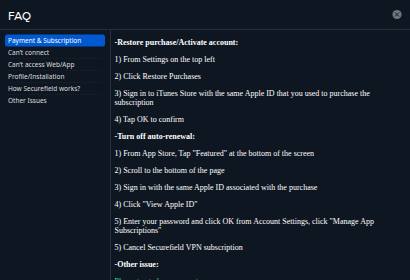 FAQ
Payment & Subscription
Can't connect
Can't access Web/App
Profile/Installation
How Securefield works?
Other Issues
-Restore purchase/Activate account:
1) From Settings on the top left
2) Click Restore Purchases
3) Sign in to iTunes Store with the same Apple ID that you used to purchase the
subscription
4) Tap OK to confirm
-Turn off auto-renewal:
1) From App Store, Tap "Featured" at the bottom of the screen
2) Scroll to the bottom of the page
3) Sign in with the same Apple ID associated with the purchase
4) Click "View Apple ID"
5) Enter your password and click OK from Account Settings, click "Manage App
Subscriptions"
5) Cancel Securefield VPN subscription
-Other issue: